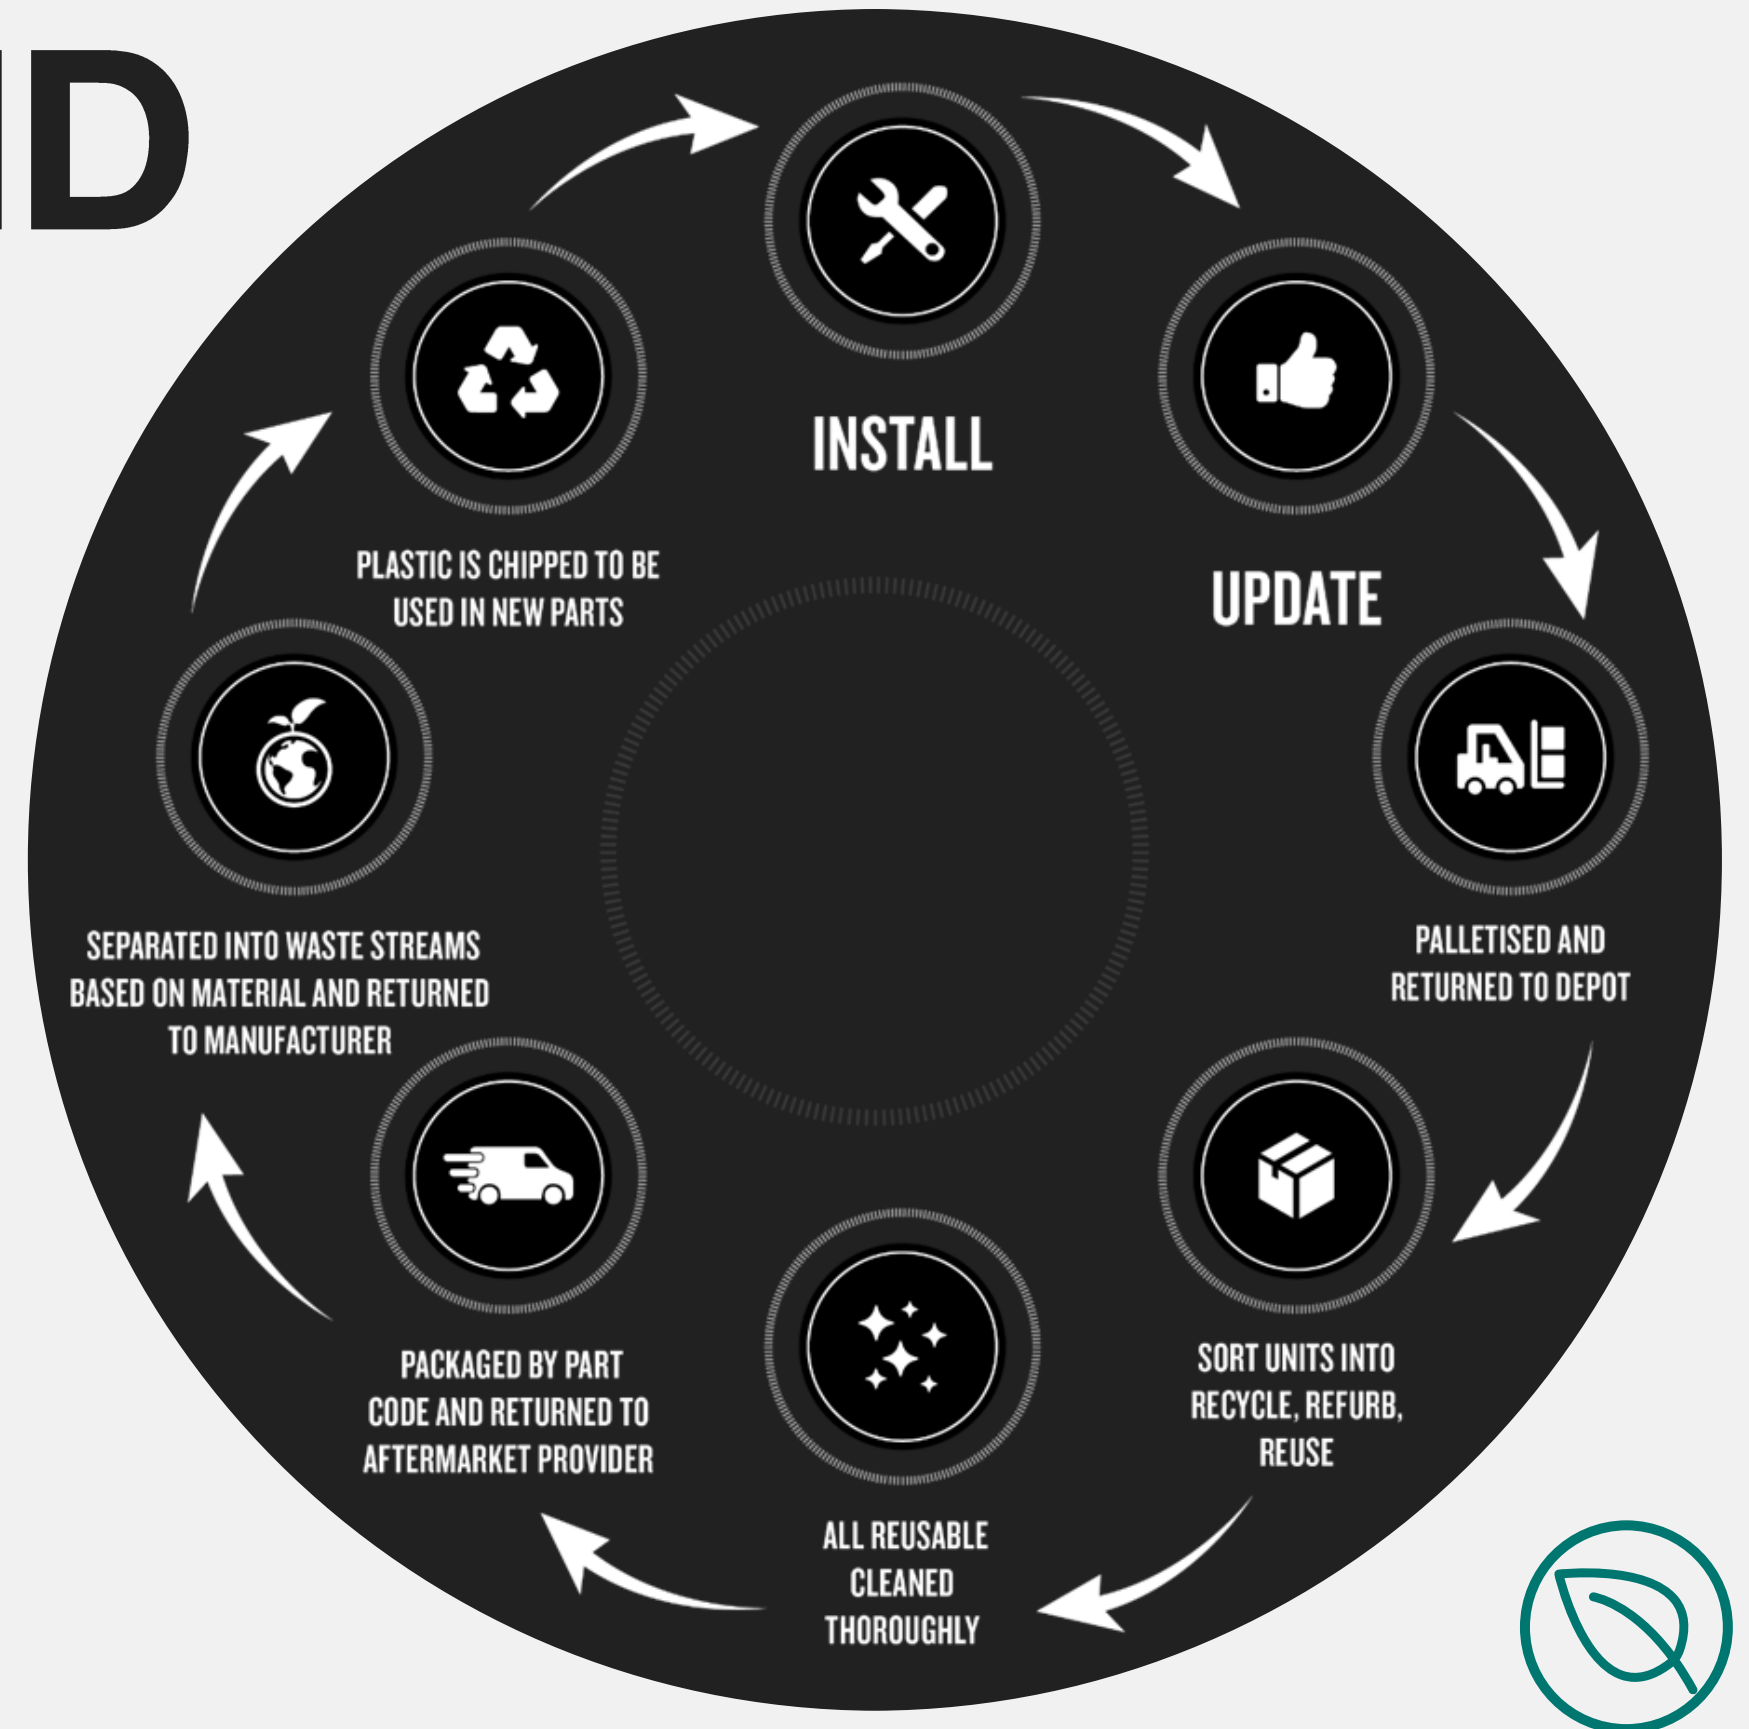 D
INSTALL
UPDATE
PALLETISED AND
RETURNED TO DEPOT
SORT UNITS INTO
RECYCLE, REFURB,
REUSE
ALL REUSABLE
CLEANED
THOROUGHLY
PACKAGED BY PART
CODE AND RETURNED TO
AFTERMARKET PROVIDER
SEPARATED INTO WASTE STREAMS
BASED ON MATERIAL AND RETURNED
TO MANUFACTURER
PLASTIC IS CHIPPED TO BE
USED IN NEW PARTS